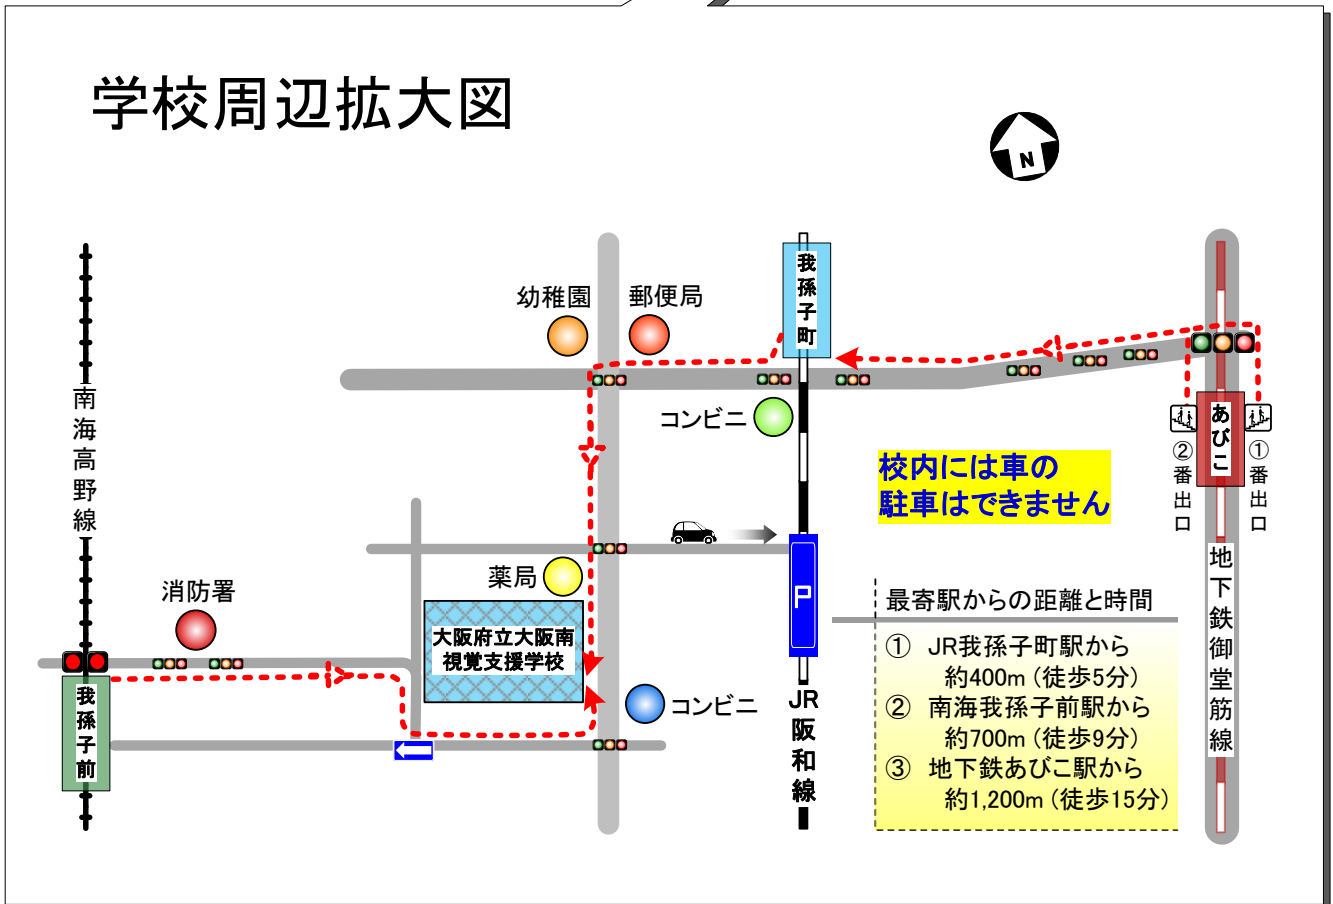 学校周辺拡大図
N
我孫子町
幼稚園
郵便局
コンビニ
南海高野線
あびこ
②番出口
①番出口
校内には車の
駐車はできません
薬局
消防署
大阪府立大阪南
視覚支援学校
P
地下鉄御堂筋線
最寄駅からの距離と時間
① JR我孫子町駅から
約400m(徒歩5分)
② 南海我孫子前駅から
約700m(徒歩9分)
③ 地下鉄あびこ駅から
約1,200m(徒歩15分)
我孫子前
コンビニ
JR阪和線